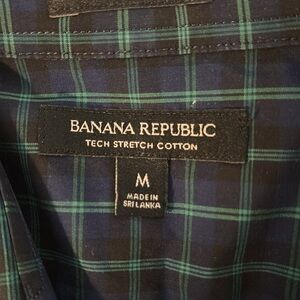 BANANA REPUBLIC
TECH STRETCH COTTON
M
MADE IN
SRI LANKA